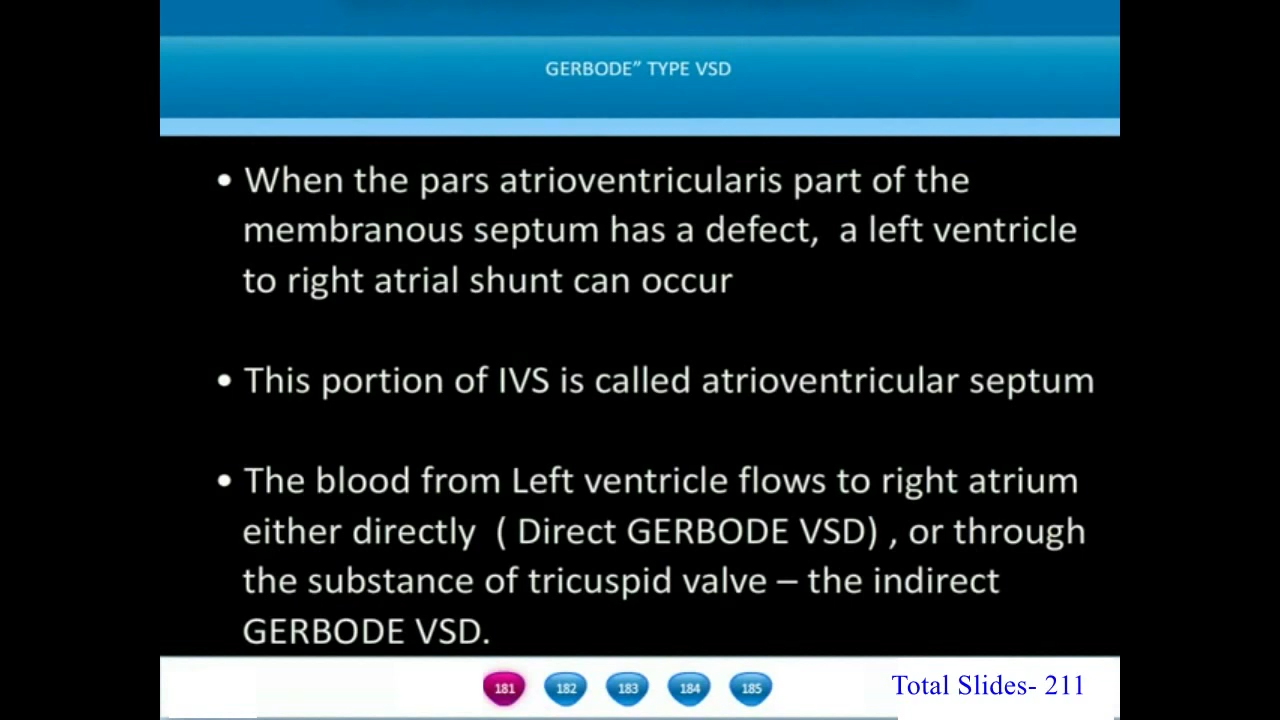 GERBODE” TYPE VSD
• When the pars atrioventricularis part of the
membranous septum has a defect,  a left ventricle
to right atrial shunt can occur
• This portion of IVS is called atrioventricular septum
• The blood from Left ventricle flows to right atrium
either directly  ( Direct GERBODE VSD) , or through
the substance of tricuspid valve – the indirect
GERBODE VSD.
181 182 183 184 185
Total Slides- 211